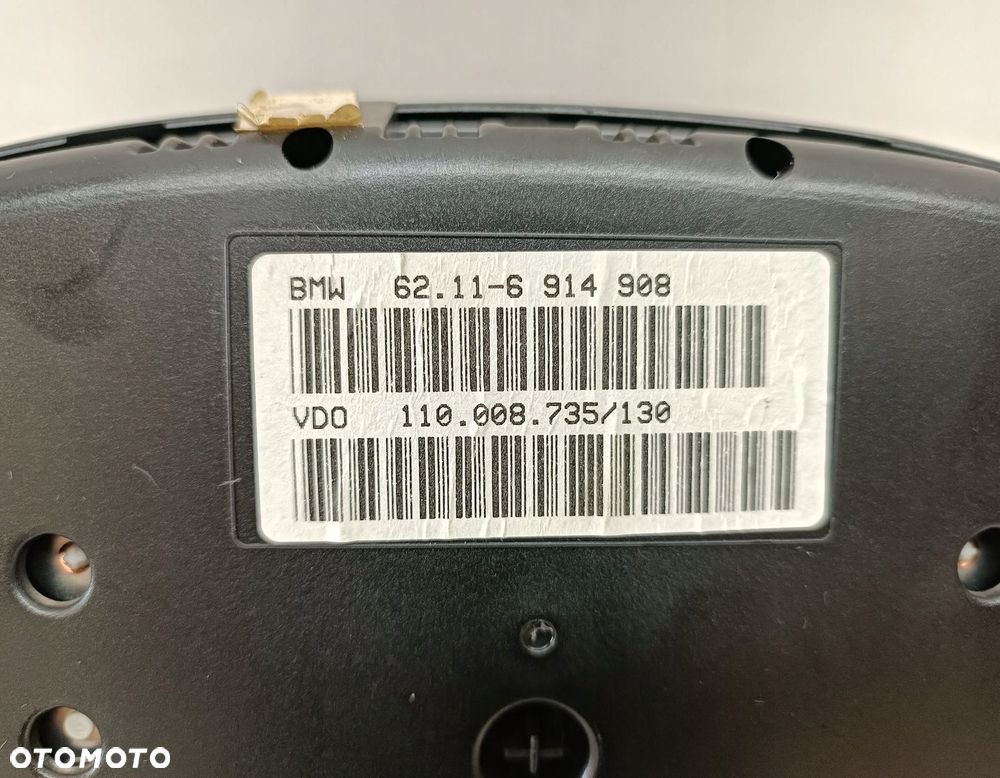 BMW 62.11-6 914 908
VDO 110.008.735/130
OTOMOTO